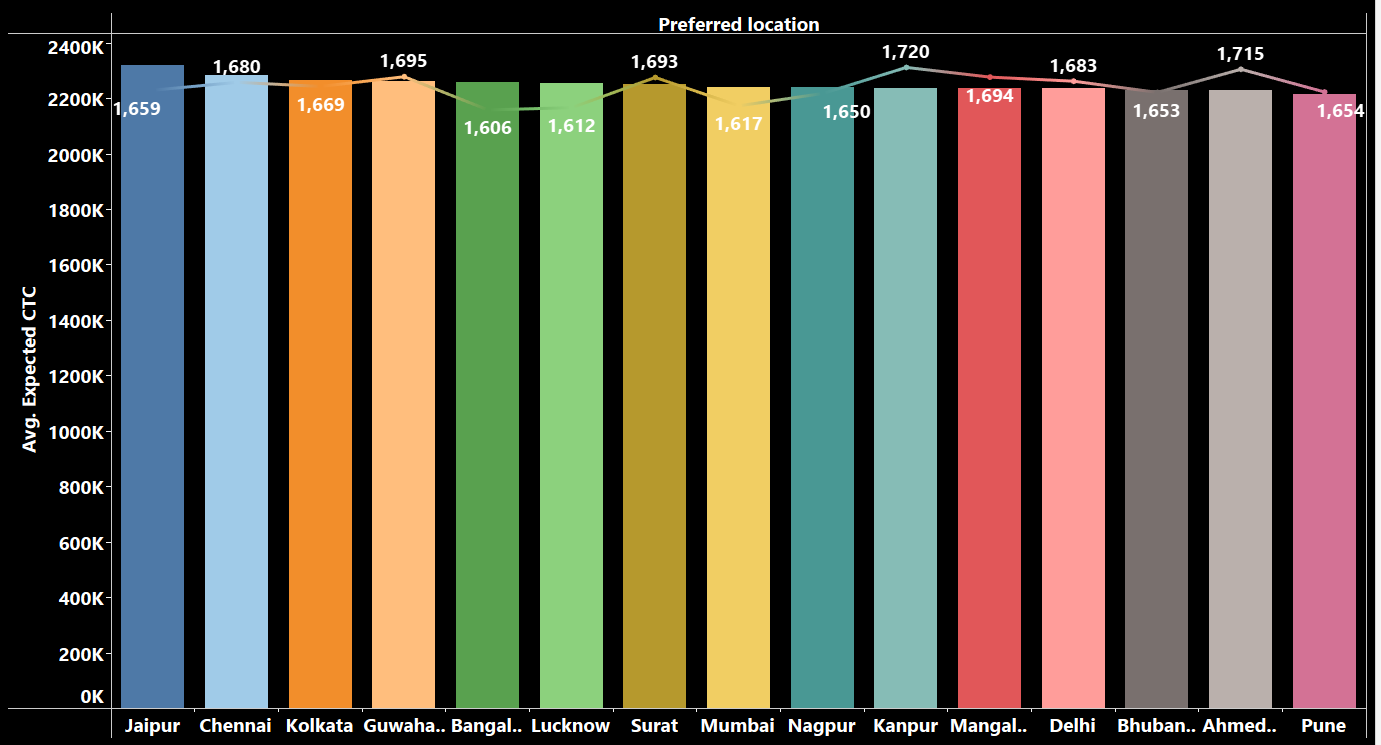 Preferred location
2400K
2200K
2000K
1800K
1600K
1400K
1200K
1000K
800K
600K
400K
200K
0K
Avg. Expected CTC
1,659
1,680
1,669
1,695
1,606
1,612
1,693
1,617
1,650
1,720
1,694
1,683
1,653
1,715
1,654
Jaipur Chennai Kolkata Guwaha.. Bangal.. Lucknow Surat Mumbai Nagpur Kanpur Mangal.. Delhi Bhuban.. Ahmed.. Pune